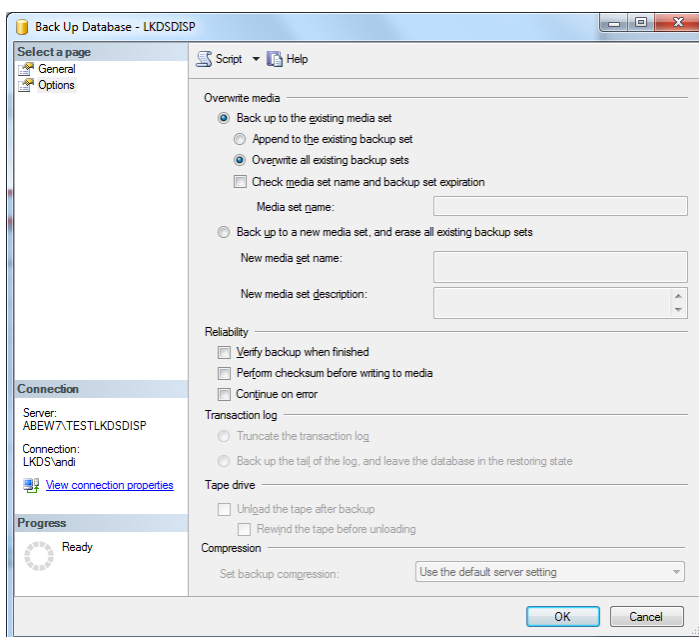 Back Up Database - LKDSDISP
Select a page
General
Options
Script Help
Overwrite media
Back up to the existing media set
Append to the existing backup set
Overwrite all existing backup sets
Check media set name and backup set expiration
Media set name:
Back up to a new media set, and erase all existing backup sets
New media set name:
New media set description:
Reliability
Verify backup when finished
Perform checksum before writing to media
Continue on error
Transaction log
Truncate the transaction log
Back up the tail of the log, and leave the database in the restoring state
Tape drive
Unload the tape after backup
Rewind the tape before unloading
Compression
Set backup compression: Use the default server setting
Connection
Server:
ABEW7\TESTLKDSDISP
Connection:
LKDS\andi
View connection properties
Progress
Ready
OK Cancel